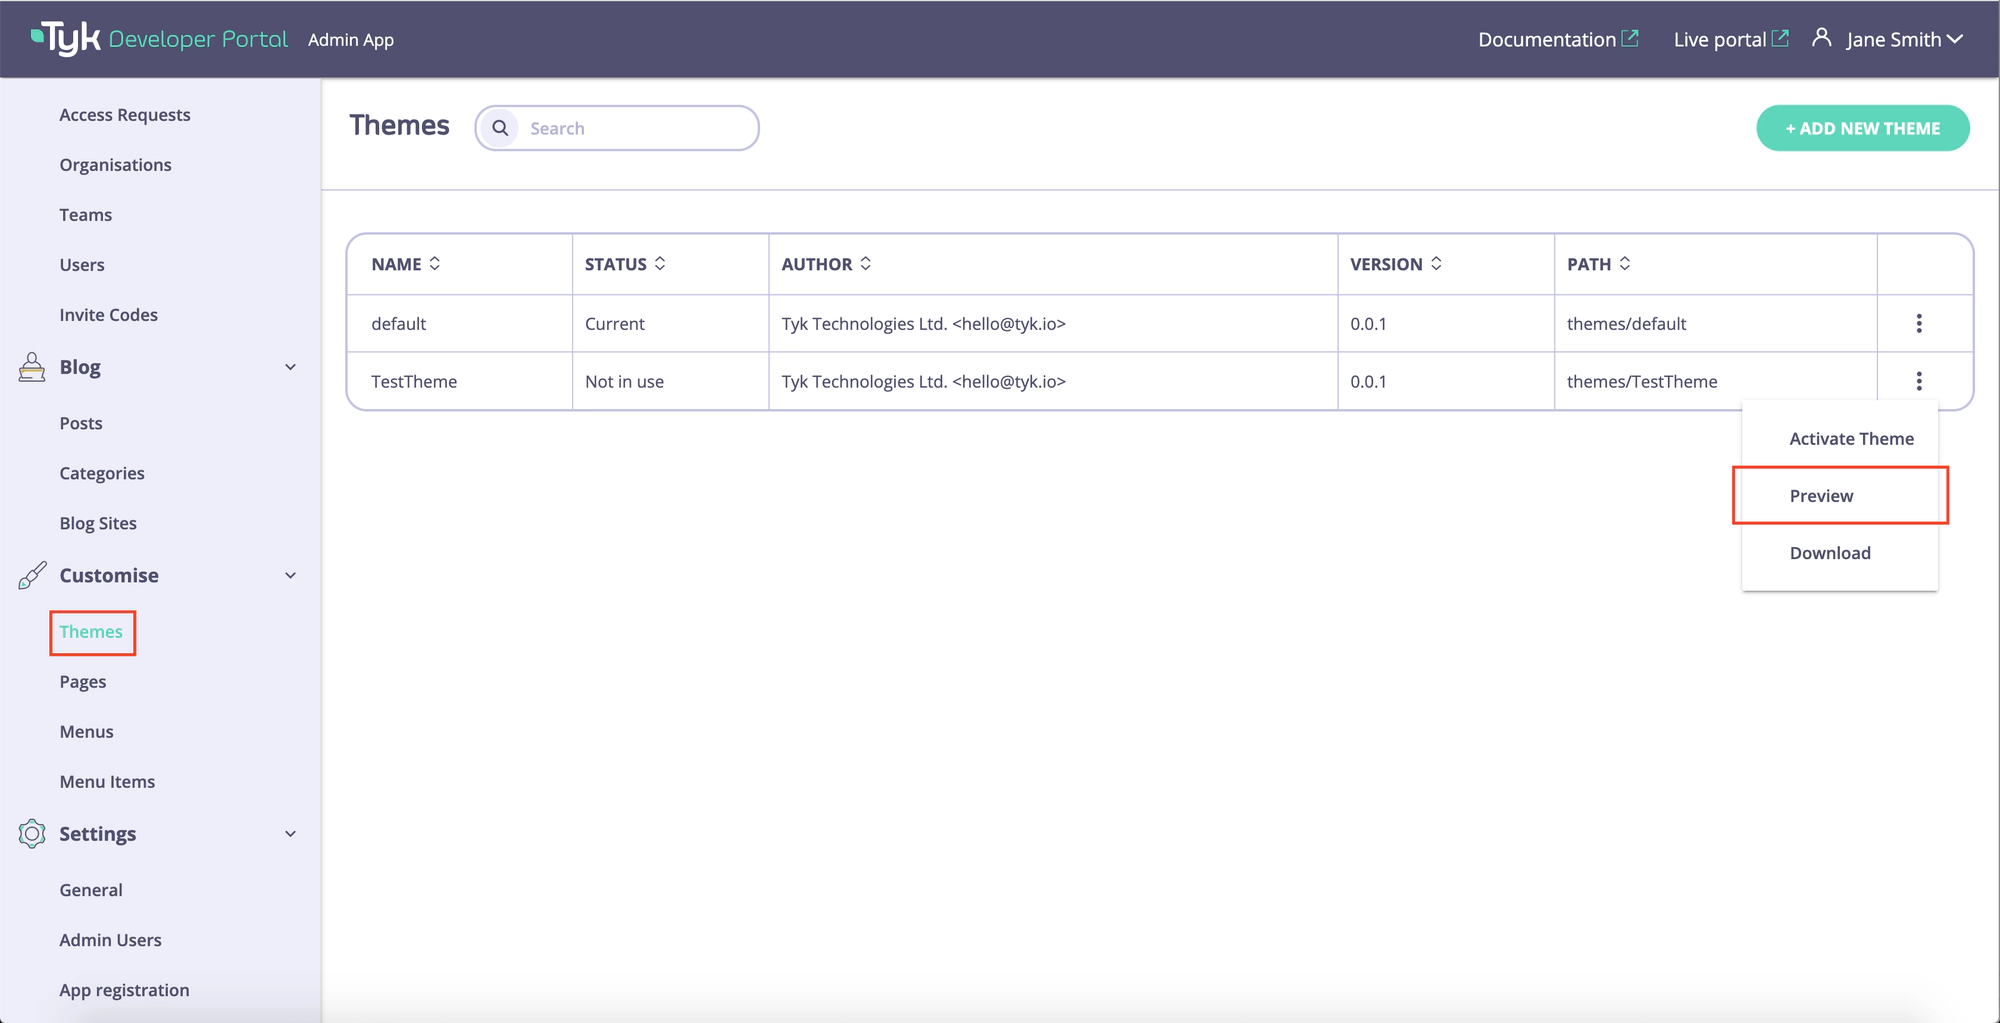 Tyk Developer Portal Admin App Documentation Live portal Jane Smith
Access Requests
Organisations
Teams
Users
Invite Codes
Blog
Posts
Categories
Blog Sites
Customise
Themes
Pages
Menus
Menu Items
Settings
General
Admin Users
App registration
Themes Search + ADD NEW THEME
NAME STATUS AUTHOR VERSION PATH
default Current Tyk Technologies Ltd. <hello@tyk.io> 0.0.1 themes/default
TestTheme Not in use Tyk Technologies Ltd. <hello@tyk.io> 0.0.1 themes/TestTheme
Activate Theme
Preview
Download